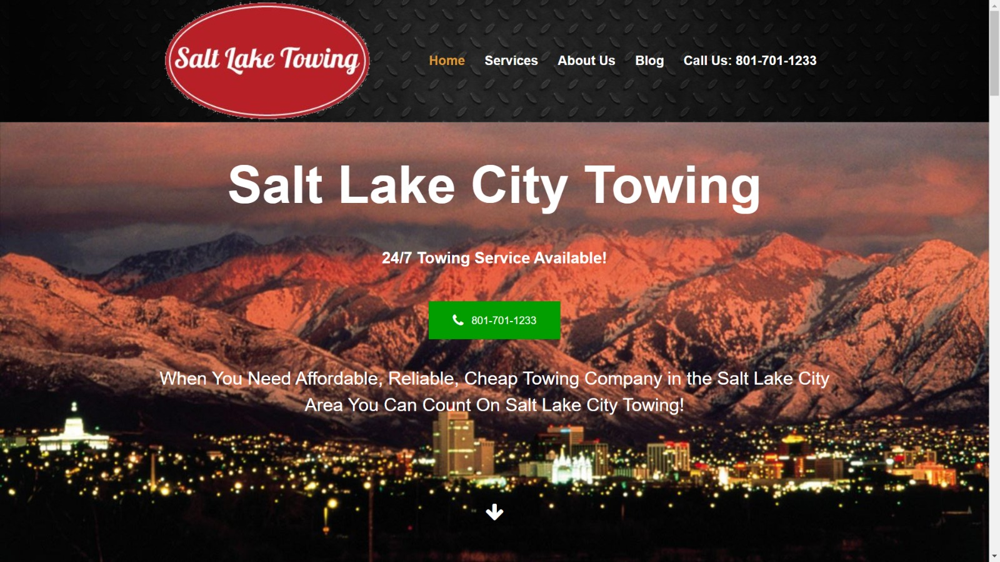 Salt Lake Towing
Home
Services
About Us
Blog
Call Us: 801-701-1233
Salt Lake City Towing
24/7 Towing Service Available!
801-701-1233
When You Need Affordable, Reliable, Cheap Towing Company in the Salt Lake City
Area You Can Count On Salt Lake City Towing!